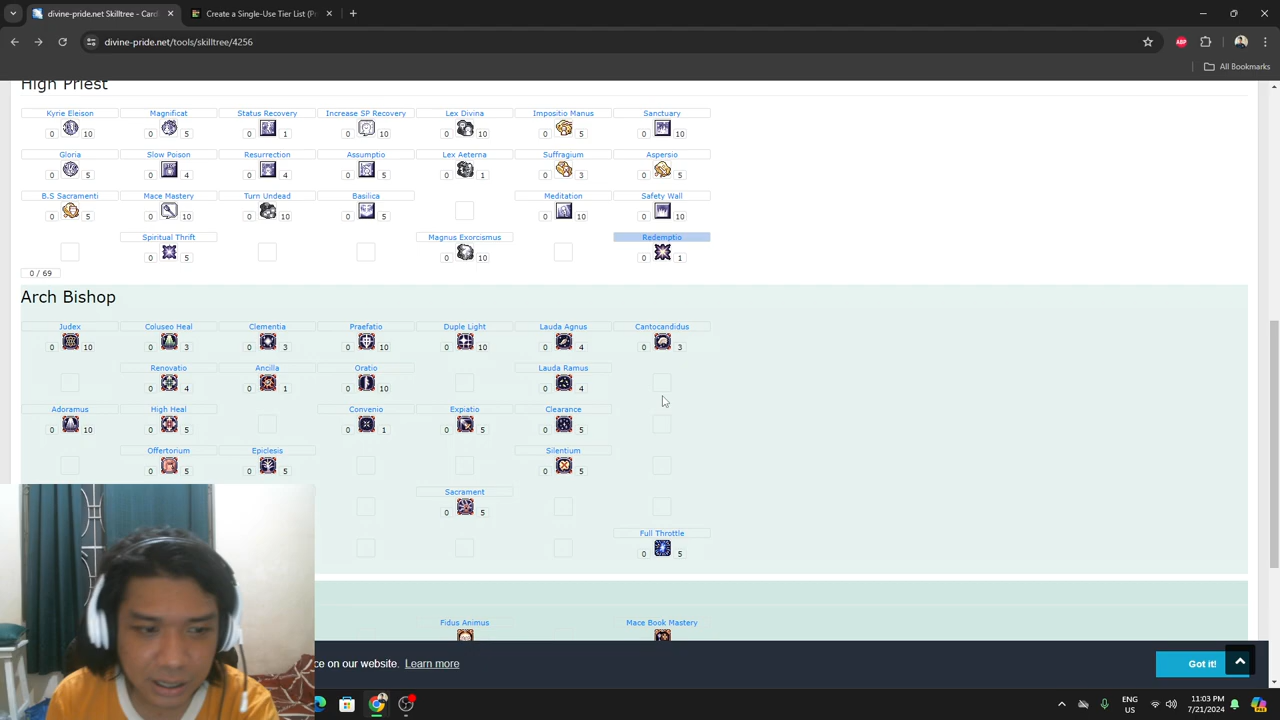 divine-pride.net Skilltree - Card
Create a Single-Use Tier List (P
divine-pride.net/tools/skilltree/4256
All Bookmarks
High Priest
Kyrie Eleison Magnificat Status Recovery Increase SP Recovery Lex Divina Impositio Manus Sanctuary
0 10 0 5 0 1 0 10 0 10 0 5 0 10
Gloria Slow Poison Resurrection Assumptio Lex Aeterna Suffragium Aspersio
0 5 0 4 0 4 0 5 0 1 0 3 0 5
B.S Sacramenti Mace Mastery Turn Undead Basilica Meditation Safety Wall
0 5 0 10 0 10 0 5 0 10 0 10
Spiritual Thrift Magnus Exorcismus Redemptio
0 5 0 10 0 1
0 / 69
Arch Bishop
Judex Coluseo Heal Clementia Praefatio Duple Light Lauda Agnus Cantocandidus
0 10 0 3 0 3 0 10 0 10 0 4 0 3
Renovatio Ancilla Oratio Lauda Ramus
0 4 0 1 0 10 0 4
Adoramus High Heal Convenio Expiatio Clearance
0 10 0 5 0 1 0 5 0 5
Offertorium Epiclesis Silentium
0 5 0 5 0 5
Sacrament
0 5
Full Throttle
0 5
Fidus Animus Mace Book Mastery
ce on our website. Learn more
Got it!
ENG
US
11:03 PM
7/21/2024